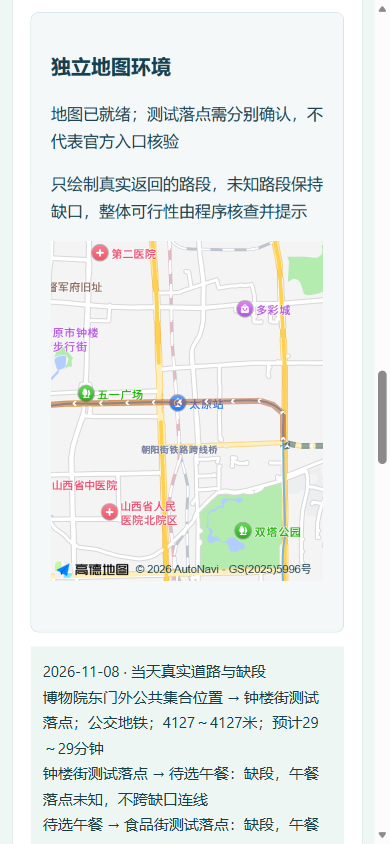 独立地图环境
地图已就绪；测试落点需分别确认，不
代表官方入口核验
只绘制真实返回的路段，未知路段保持
缺口，整体可行性由程序核查并提示
第二医院
督军府旧址
多彩城
原市钟楼
步行街
五一广场
太原站
朝阳街铁路跨线桥
山西省中医院
山西省人民
医院北院区
双塔公园
高德地图 © 2026 AutoNavi - GS(2025)5996号
2026-11-08 · 当天真实道路与缺段
博物院东门外公共集合位置 → 钟楼街测试
落点；公交地铁；4127～4127米；预计29
～29分钟
钟楼街测试落点 → 待选午餐：缺段，午餐
落点未知，不跨缺口连线
待选午餐 → 食品街测试落点：缺段，午餐